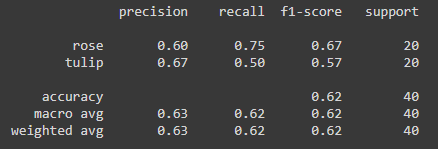 precision recall f1-score support
rose 0.60 0.75 0.67 20
tulip 0.67 0.50 0.57 20
accuracy 0.62 40
macro avg 0.63 0.62 0.62 40
weighted avg 0.63 0.62 0.62 40